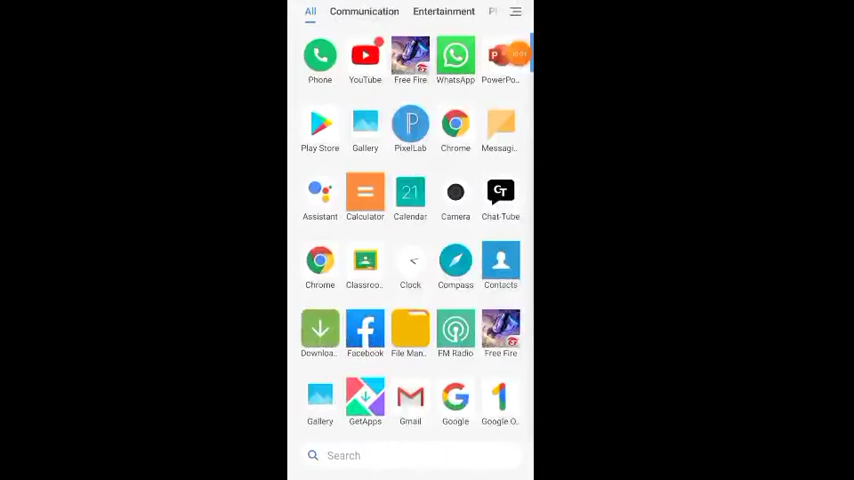 All Communication Entertainment
Phone YouTube Free Fire WhatsApp PowerPo..
Play Store Gallery PixelLab Chrome Messagi..
21
CT
Assistant Calculator Calendar Camera Chat-Tube
Chrome Classroo.. Clock Compass Contacts
Downloa.. Facebook File Man.. FM Radio Free Fire
Gallery GetApps Gmail Google Google O..
Search